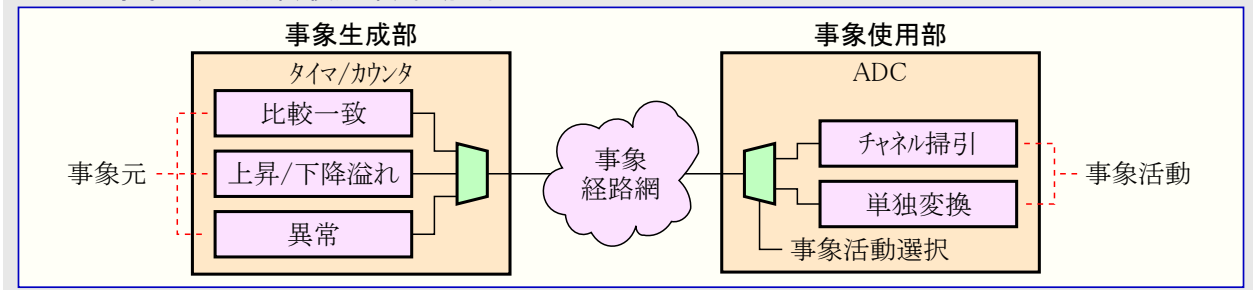 事象生成部
事象使用部
タイマ/カウンタ
ADC
比較一致
上昇/下降溢れ
異常
事象元
事象
経路網
チャネル掃引
単独変換
事象活動
事象活動選択